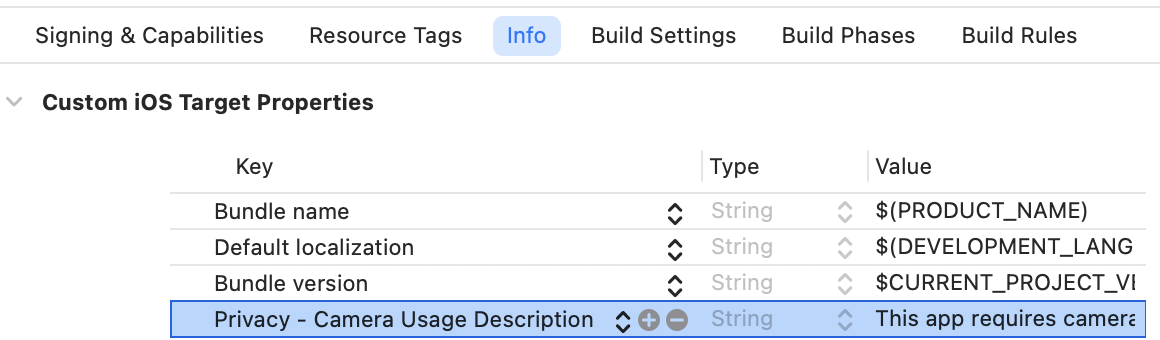 Signing & Capabilities Resource Tags Info Build Settings Build Phases Build Rules
Custom iOS Target Properties
Key Type Value
Bundle name String $(PRODUCT_NAME)
Default localization String $(DEVELOPMENT_LANG
Bundle version String $CURRENT_PROJECT_VE
Privacy - Camera Usage Description String This app requires camera